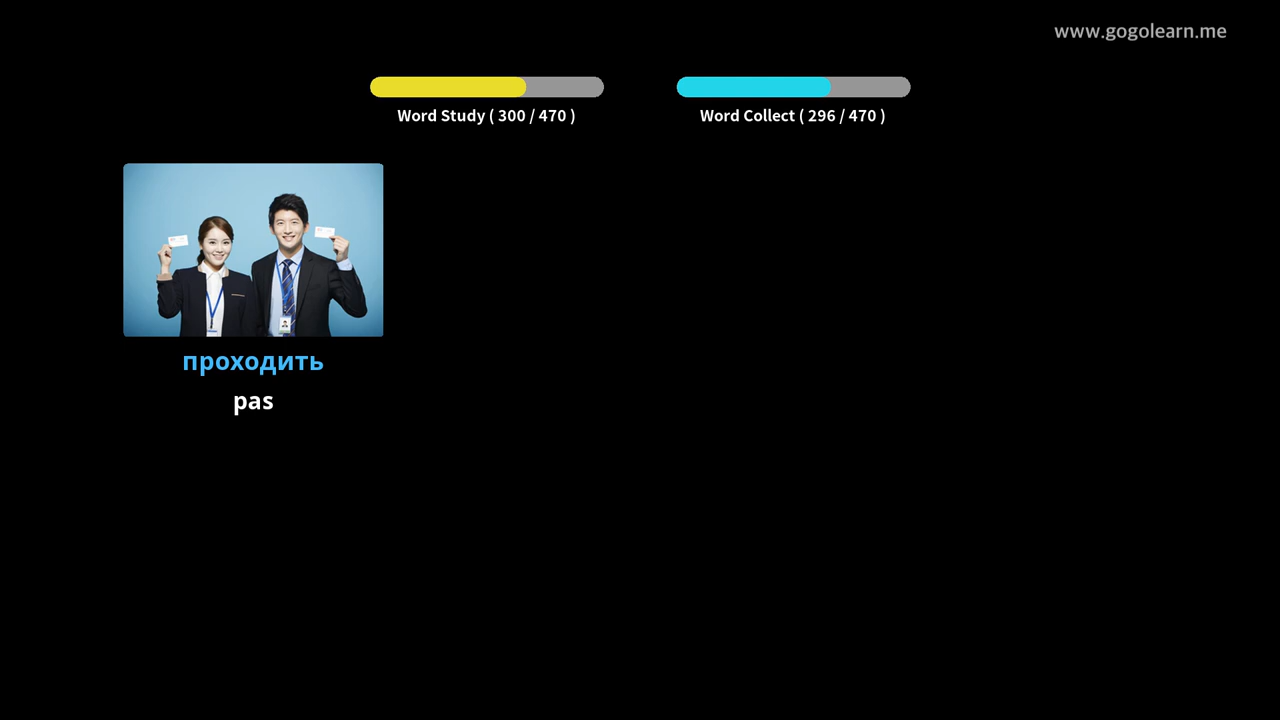 www.gogolearn.me
Word Study ( 300 / 470 )
Word Collect ( 296 / 470 )
проходить
pas